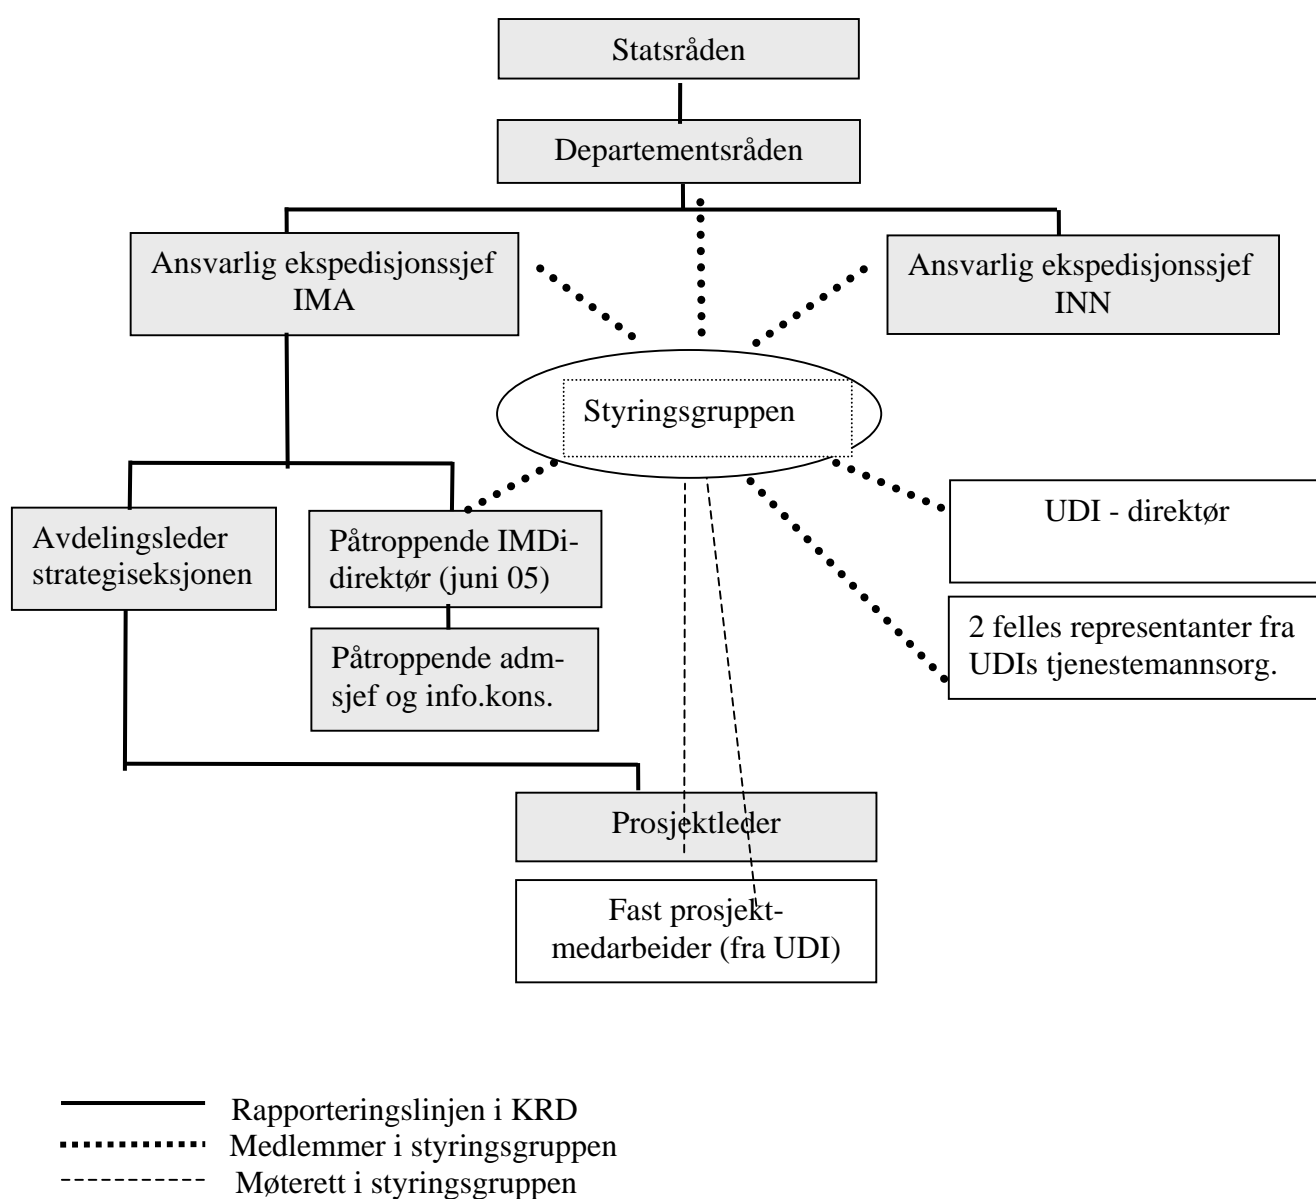 Statsråden
Departementsråden
Ansvarlig ekspedisjonssjef
IMA
Ansvarlig ekspedisjonssjef
INN
Styringsgruppen
Avdelingsleder
strategiseksjonen
Påtroppende IMDi-
direktør (juni 05)
UDI - direktør
2 felles representanter fra
UDIs tjenestemannsorg.
Påtroppende adm-
sjef og info.kons.
Prosjektleder
Fast prosjekt-
medarbeider (fra UDI)
Rapporteringslinjen i KRD
Medlemmer i styringsgruppen
Møterett i styringsgruppen